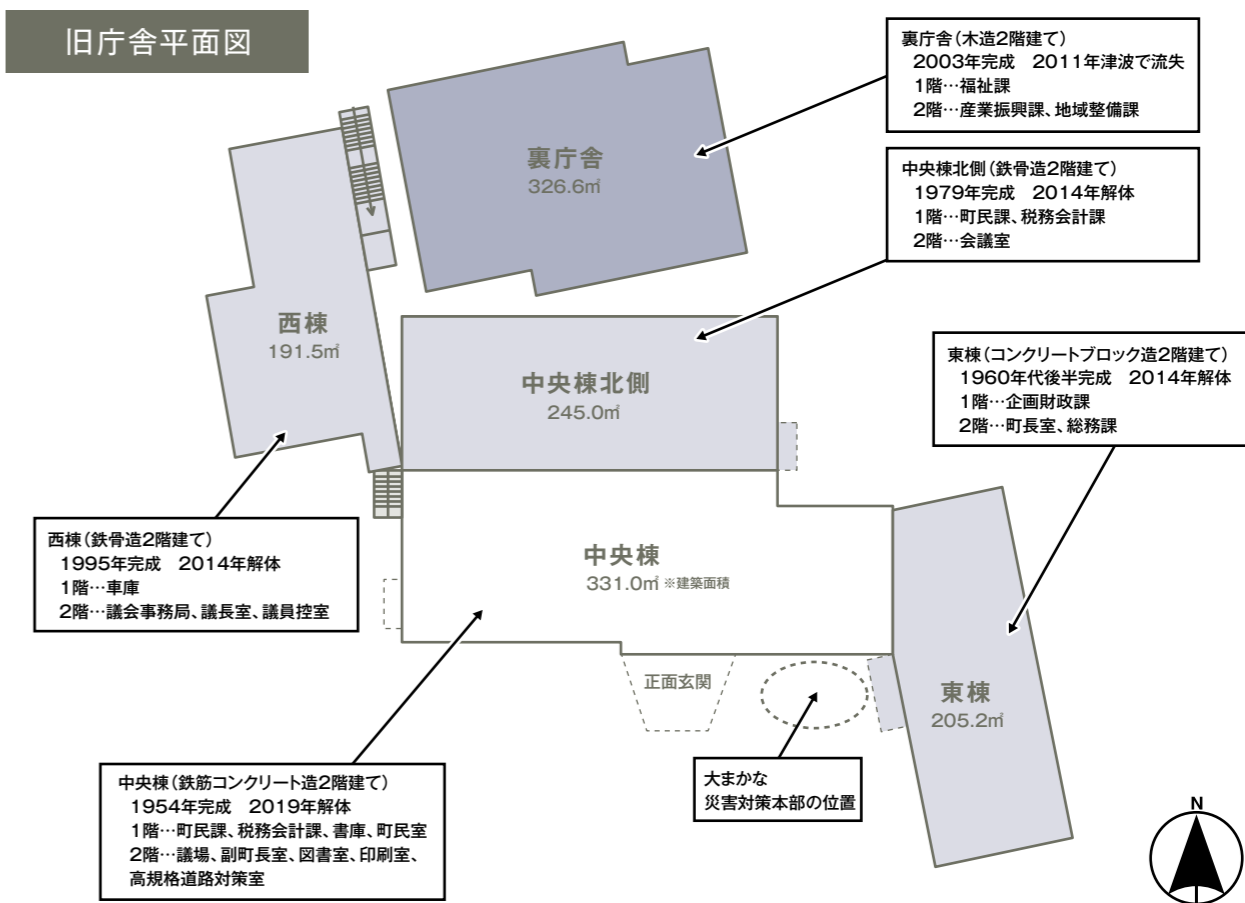 旧庁舎平面図
裏庁舎(木造2階建て)
2003年完成　2011年津波で流失
1階…福祉課
2階…産業振興課、地域整備課
裏庁舎
326.6㎡
中央棟北側(鉄骨造2階建て)
1979年完成　2014年解体
1階…町民課、税務会計課
2階…会議室
西棟
191.5㎡
中央棟北側
245.0㎡
東棟(コンクリートブロック造2階建て)
1960年代後半完成　2014年解体
1階…企画財政課
2階…町長室、総務課
西棟(鉄骨造2階建て)
1995年完成　2014年解体
1階…車庫
2階…議会事務局、議長室、議員控室
中央棟
331.0㎡ ※建築面積
正面玄関
東棟
205.2㎡
中央棟(鉄筋コンクリート造2階建て)
1954年完成　2019年解体
1階…町民課、税務会計課、書庫、町民室
2階…議場、副町長室、図書室、印刷室、
高規格道路対策室
大まかな
災害対策本部の位置
N